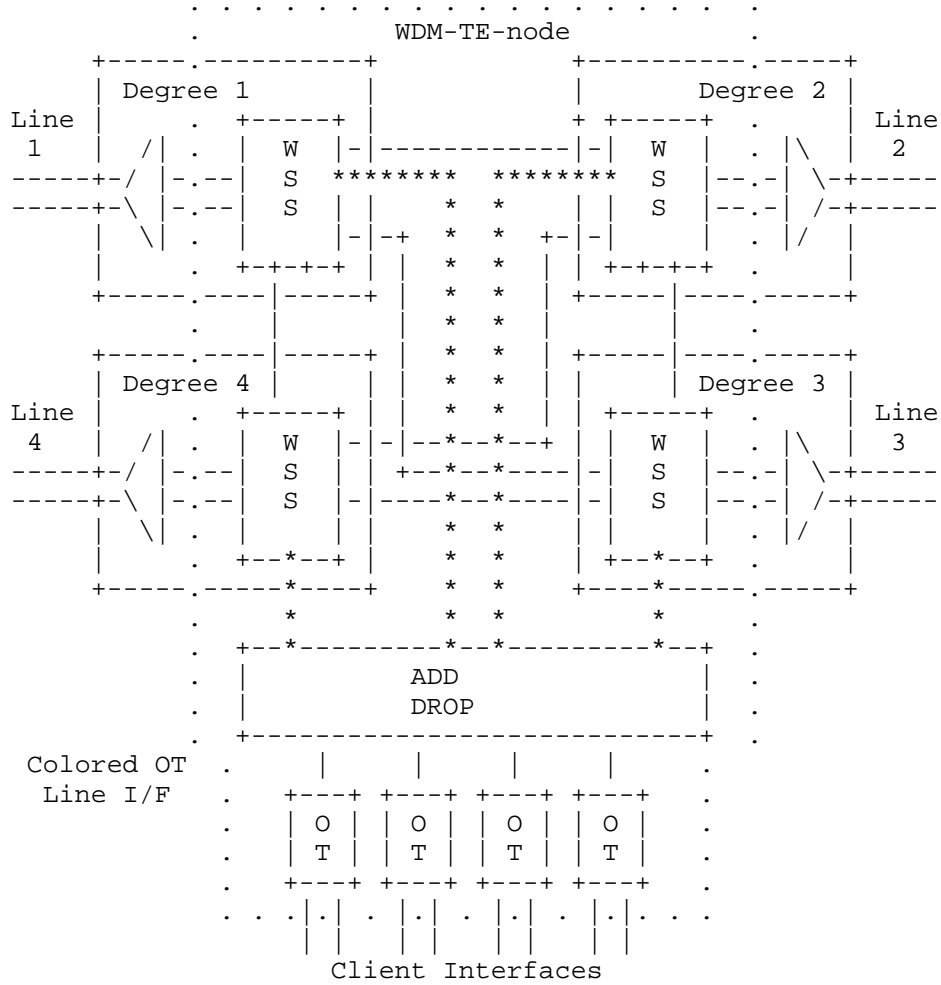 WDM-TE-node
Degree 1
Degree 2
Line
1
W
S
S
W
S
S
Line
2
Degree 4
Degree 3
Line
4
W
S
S
W
S
S
Line
3
ADD
DROP
Colored OT
Line I/F
O
T
O
T
O
T
O
T
Client Interfaces